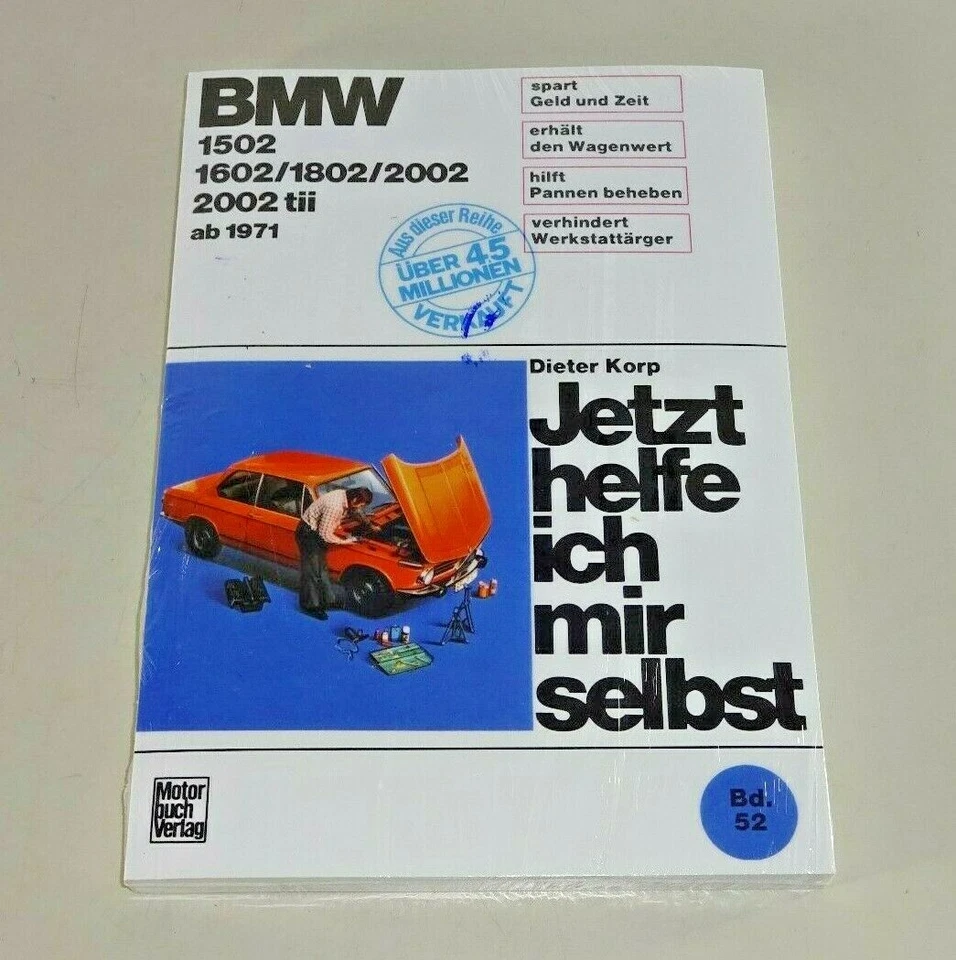 BMW
1502
1602/1802/2002
2002 tii
ab 1971
spart
Geld und Zeit
erhält
den Wagenwert
hilft
Pannen beheben
verhindert
Werkstattärger
Aus dieser Reihe
ÜBER 4.5
MILLIONEN
VERKAUFT
Dieter Korp
Jetzt
helfe
ich
mir
selbst
Motor
buch
Verlag
Bd.
52